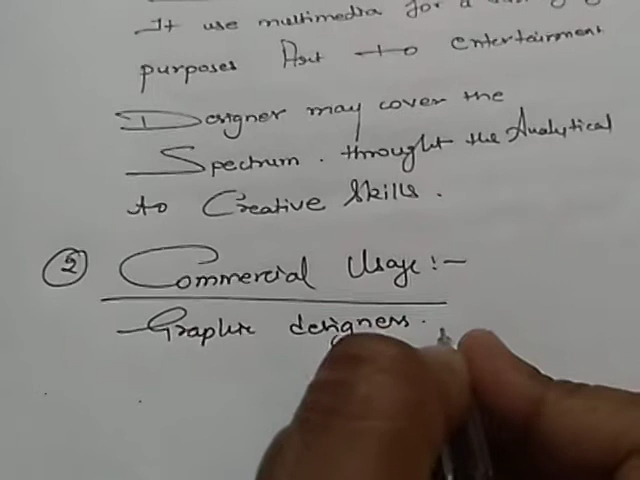 It use multimedia for a
purposes Art to entertainment
Designer may cover the
Spectrum . throught the Analytical
to Creative Skills .
② Commercial Usage :-
Graphic designers .